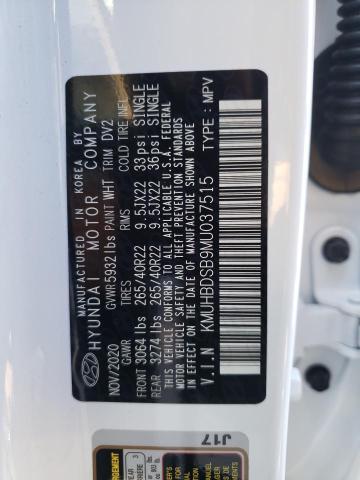 MANUFACTURED IN KOREA BY
HYUNDAI MOTOR COMPANY
NOV/2020 GVWR 5932 lbs PAINT WHT TRIM DV2
GAWR TIRES RIMS COLD TIRE INFL
FRONT 3064 lbs 265/40R22 9.5JX22 33psi SINGLE
REAR 3274 lbs 265/40R22 9.5JX22 36psi SINGLE
THIS VEHICLE CONFORMS TO ALL APPLICABLE U.S.A. FEDERAL
MOTOR VEHICLE SAFETY, BUMPER, AND THEFT PREVENTION STANDARDS
IN EFFECT ON THE DATE OF MANUFACTURE SHOWN ABOVE.
V.I.N : KMUHBDSB9MU037515 TYPE : MPV
J17